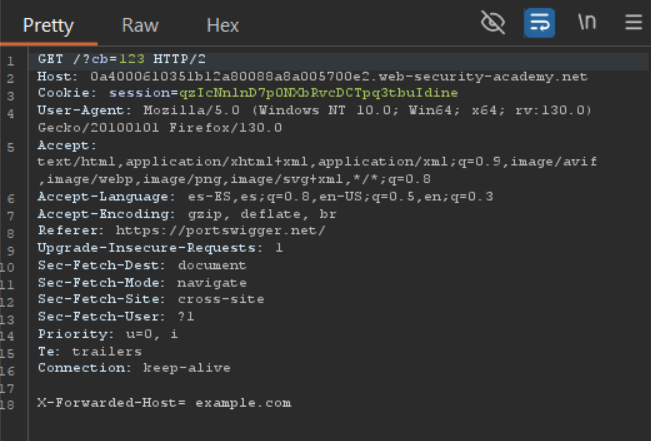 Pretty Raw Hex \n
1 GET /?cb=123 HTTP/2
2 Host: 0a4000610351b12a80088a8a005700e2.web-security-academy.net
3 Cookie: session=qzIcNnlnD7p0NXbRvcDCTpq3tbuIdine
4 User-Agent: Mozilla/5.0 (Windows NT 10.0; Win64; x64; rv:130.0)
Gecko/20100101 Firefox/130.0
5 Accept:
text/html,application/xhtml+xml,application/xml;q=0.9,image/avif
,image/webp,image/png,image/svg+xml,*/*;q=0.8
6 Accept-Language: es-ES,es;q=0.8,en-US;q=0.5,en;q=0.3
7 Accept-Encoding: gzip, deflate, br
8 Referer: https://portswigger.net/
9 Upgrade-Insecure-Requests: 1
10 Sec-Fetch-Dest: document
11 Sec-Fetch-Mode: navigate
12 Sec-Fetch-Site: cross-site
13 Sec-Fetch-User: ?1
14 Priority: u=0, i
15 Te: trailers
16 Connection: keep-alive
17
18 X-Forwarded-Host= example.com